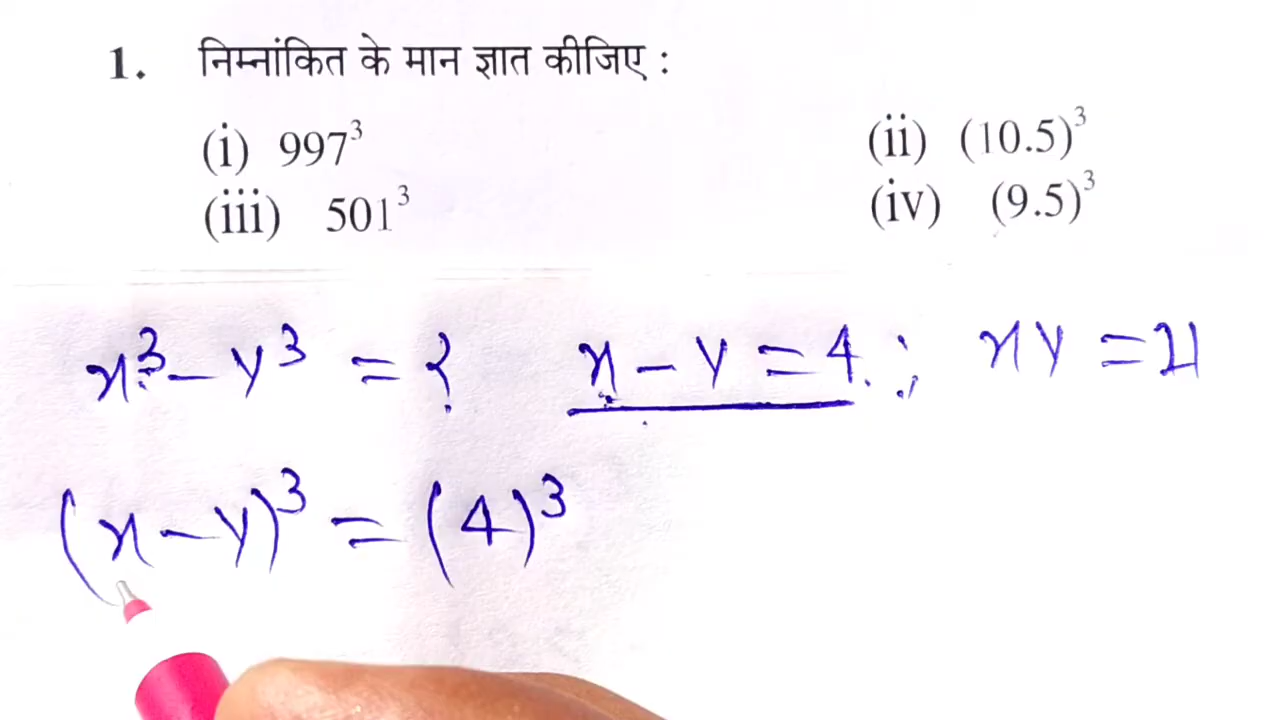 1. निम्नांकित के मान ज्ञात कीजिए :
(i) 997³ (ii) (10.5)³
(iii) 501³ (iv) (9.5)³
x³ - y³ = ? x - y = 4 ; xy = 21
(x - y)³ = (4)³